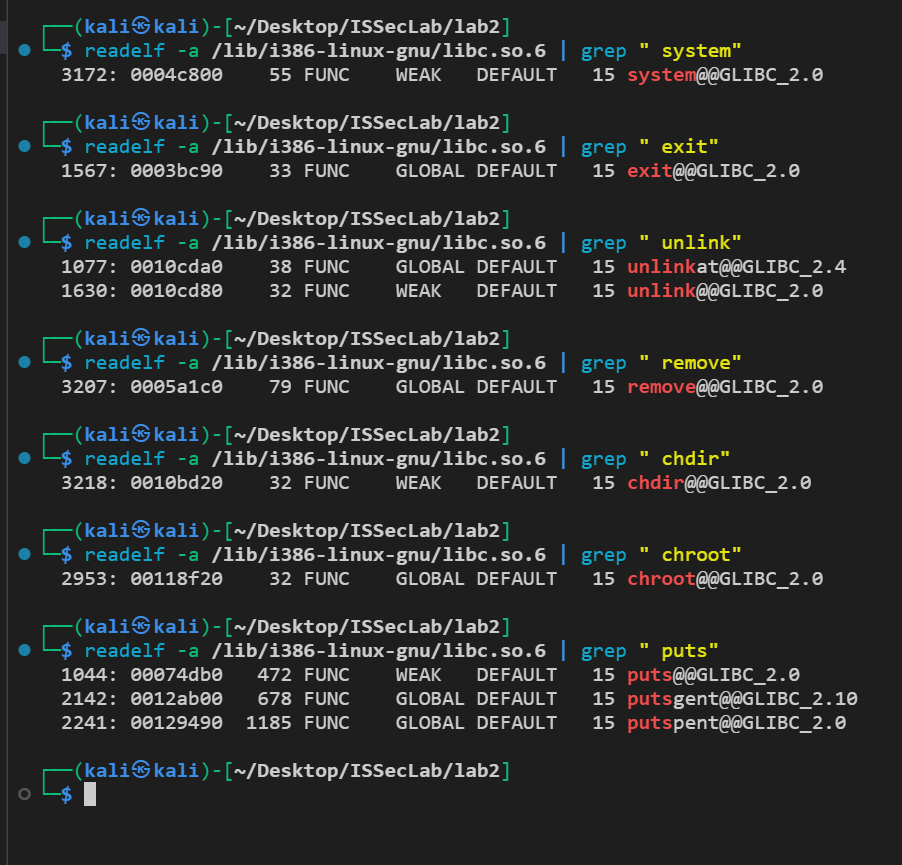 ┌──(kali㉿kali)-[~/Desktop/ISSecLab/lab2]
└─$ readelf -a /lib/i386-linux-gnu/libc.so.6 | grep " system"
  3172: 0004c800    55 FUNC    WEAK   DEFAULT   15 system@@GLIBC_2.0
┌──(kali㉿kali)-[~/Desktop/ISSecLab/lab2]
└─$ readelf -a /lib/i386-linux-gnu/libc.so.6 | grep " exit"
  1567: 0003bc90    33 FUNC    GLOBAL DEFAULT   15 exit@@GLIBC_2.0
┌──(kali㉿kali)-[~/Desktop/ISSecLab/lab2]
└─$ readelf -a /lib/i386-linux-gnu/libc.so.6 | grep " unlink"
  1077: 0010cda0    38 FUNC    GLOBAL DEFAULT   15 unlinkat@@GLIBC_2.4
  1630: 0010cd80    32 FUNC    WEAK   DEFAULT   15 unlink@@GLIBC_2.0
┌──(kali㉿kali)-[~/Desktop/ISSecLab/lab2]
└─$ readelf -a /lib/i386-linux-gnu/libc.so.6 | grep " remove"
  3207: 0005a1c0    79 FUNC    GLOBAL DEFAULT   15 remove@@GLIBC_2.0
┌──(kali㉿kali)-[~/Desktop/ISSecLab/lab2]
└─$ readelf -a /lib/i386-linux-gnu/libc.so.6 | grep " chdir"
  3218: 0010bd20    32 FUNC    WEAK   DEFAULT   15 chdir@@GLIBC_2.0
┌──(kali㉿kali)-[~/Desktop/ISSecLab/lab2]
└─$ readelf -a /lib/i386-linux-gnu/libc.so.6 | grep " chroot"
  2953: 00118f20    32 FUNC    GLOBAL DEFAULT   15 chroot@@GLIBC_2.0
┌──(kali㉿kali)-[~/Desktop/ISSecLab/lab2]
└─$ readelf -a /lib/i386-linux-gnu/libc.so.6 | grep " puts"
  1044: 00074db0   472 FUNC    WEAK   DEFAULT   15 puts@@GLIBC_2.0
  2142: 0012ab00   678 FUNC    GLOBAL DEFAULT   15 putsgent@@GLIBC_2.10
  2241: 00129490  1185 FUNC    GLOBAL DEFAULT   15 putspent@@GLIBC_2.0
┌──(kali㉿kali)-[~/Desktop/ISSecLab/lab2]
└─$